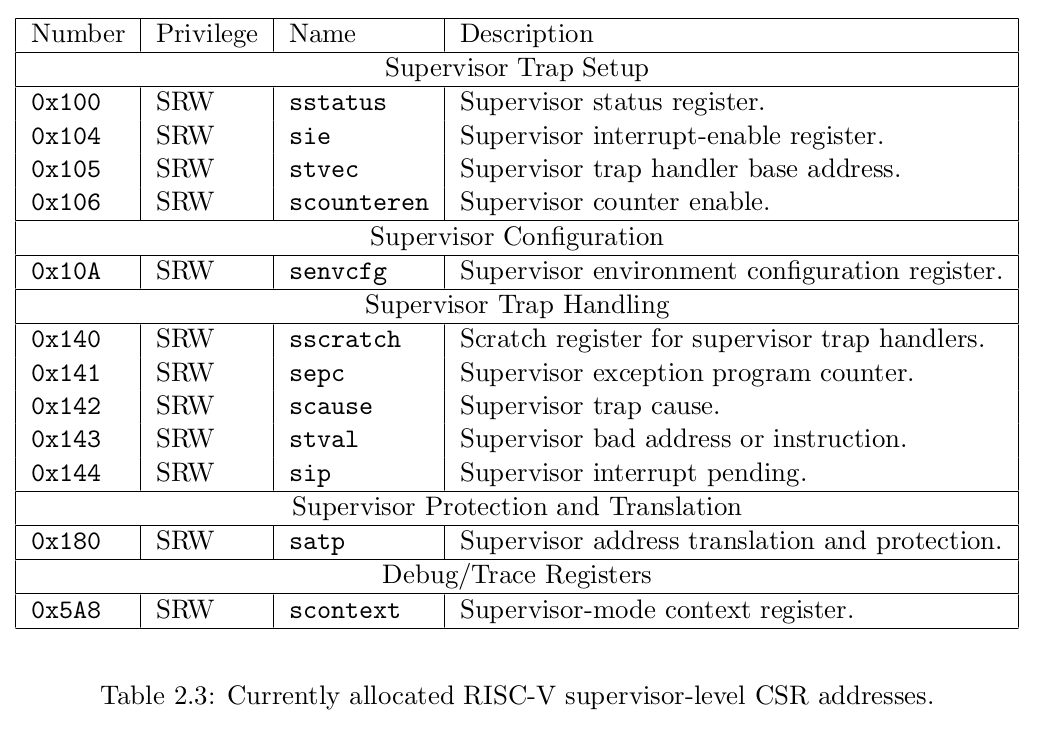 Number Privilege Name Description
Supervisor Trap Setup
0x100 SRW sstatus Supervisor status register.
0x104 SRW sie Supervisor interrupt-enable register.
0x105 SRW stvec Supervisor trap handler base address.
0x106 SRW scounteren Supervisor counter enable.
Supervisor Configuration
0x10A SRW senvcfg Supervisor environment configuration register.
Supervisor Trap Handling
0x140 SRW sscratch Scratch register for supervisor trap handlers.
0x141 SRW sepc Supervisor exception program counter.
0x142 SRW scause Supervisor trap cause.
0x143 SRW stval Supervisor bad address or instruction.
0x144 SRW sip Supervisor interrupt pending.
Supervisor Protection and Translation
0x180 SRW satp Supervisor address translation and protection.
Debug/Trace Registers
0x5A8 SRW scontext Supervisor-mode context register.
Table 2.3: Currently allocated RISC-V supervisor-level CSR addresses.